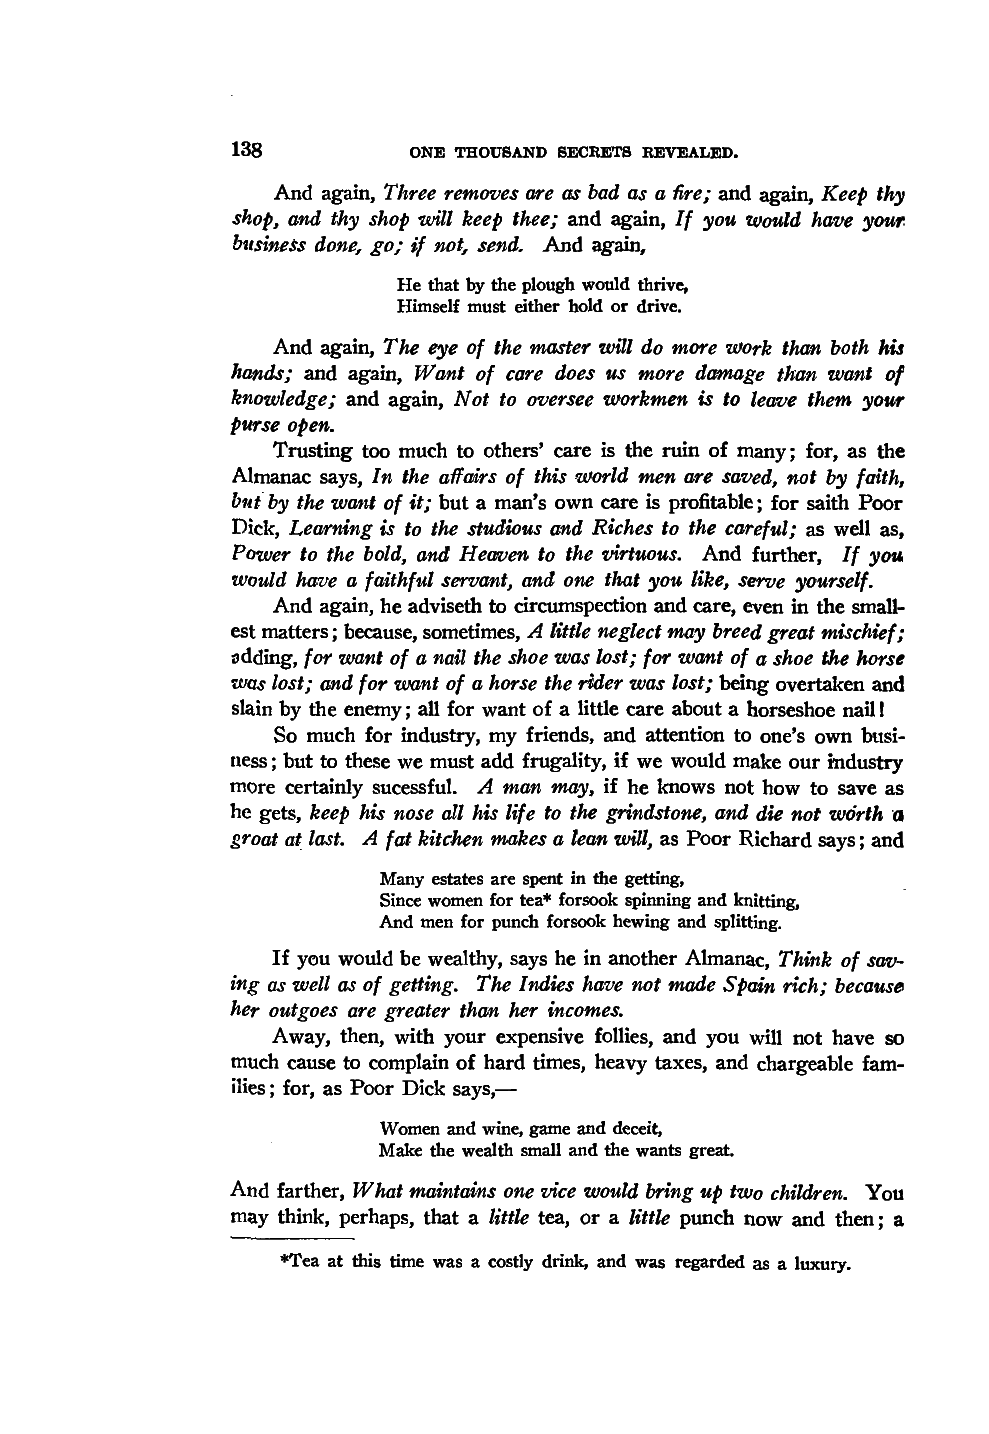 138 ONE THOUSAND SECRETS REVEALED.
And again, Three removes are as bad as a fire; and again, Keep thy
shop, and thy shop will keep thee; and again, If you would have your
business done, go; if not, send. And again,
He that by the plough would thrive,
Himself must either hold or drive.
And again, The eye of the master will do more work than both his
hands; and again, Want of care does us more damage than want of
knowledge; and again, Not to oversee workmen is to leave them your
purse open.
Trusting too much to others' care is the ruin of many; for, as the
Almanac says, In the affairs of this world men are saved, not by faith,
but by the want of it; but a man's own care is profitable; for saith Poor
Dick, Learning is to the studious and Riches to the careful; as well as,
Power to the bold, and Heaven to the virtuous. And further, If you
would have a faithful servant, and one that you like, serve yourself.
And again, he adviseth to circumspection and care, even in the small-
est matters; because, sometimes, A little neglect may breed great mischief;
adding, for want of a nail the shoe was lost; for want of a shoe the horse
was lost; and for want of a horse the rider was lost; being overtaken and
slain by the enemy; all for want of a little care about a horseshoe nail!
So much for industry, my friends, and attention to one's own busi-
ness; but to these we must add frugality, if we would make our industry
more certainly sucessful. A man may, if he knows not how to save as
he gets, keep his nose all his life to the grindstone, and die not worth a
groat at last. A fat kitchen makes a lean will, as Poor Richard says; and
Many estates are spent in the getting,
Since women for tea* forsook spinning and knitting,
And men for punch forsook hewing and splitting.
If you would be wealthy, says he in another Almanac, Think of sav-
ing as well as of getting. The Indies have not made Spain rich; because
her outgoes are greater than her incomes.
Away, then, with your expensive follies, and you will not have so
much cause to complain of hard times, heavy taxes, and chargeable fam-
ilies; for, as Poor Dick says,—
Women and wine, game and deceit,
Make the wealth small and the wants great.
And farther, What maintains one vice would bring up two children. You
may think, perhaps, that a little tea, or a little punch now and then; a
*Tea at this time was a costly drink, and was regarded as a luxury.